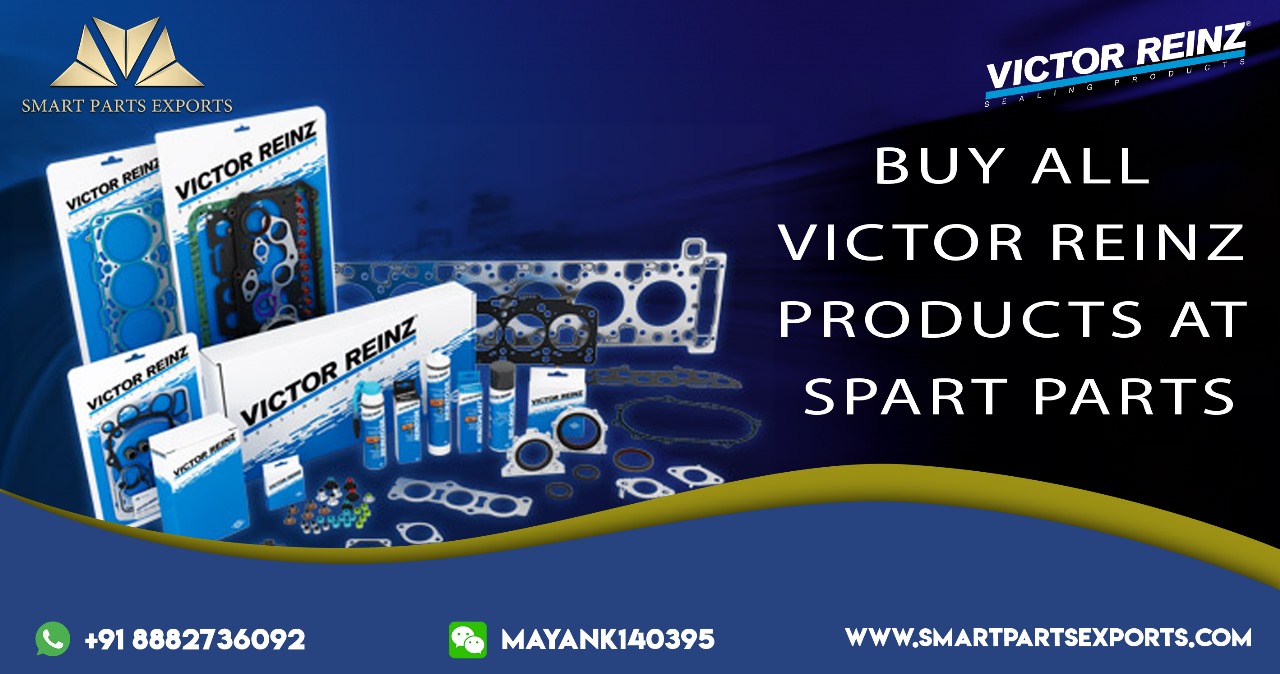 SMART PARTS EXPORTS
VICTOR REINZ®
SEALING PRODUCTS
BUY ALL
VICTOR REINZ
PRODUCTS AT
SPART PARTS
VICTOR REINZ
VICTOR REINZ
VICTOR REINZ
VICTOR REINZ
VICTOR REINZ
+91 8882736092
MAYANK140395
WWW.SMARTPARTSEXPORTS.COM